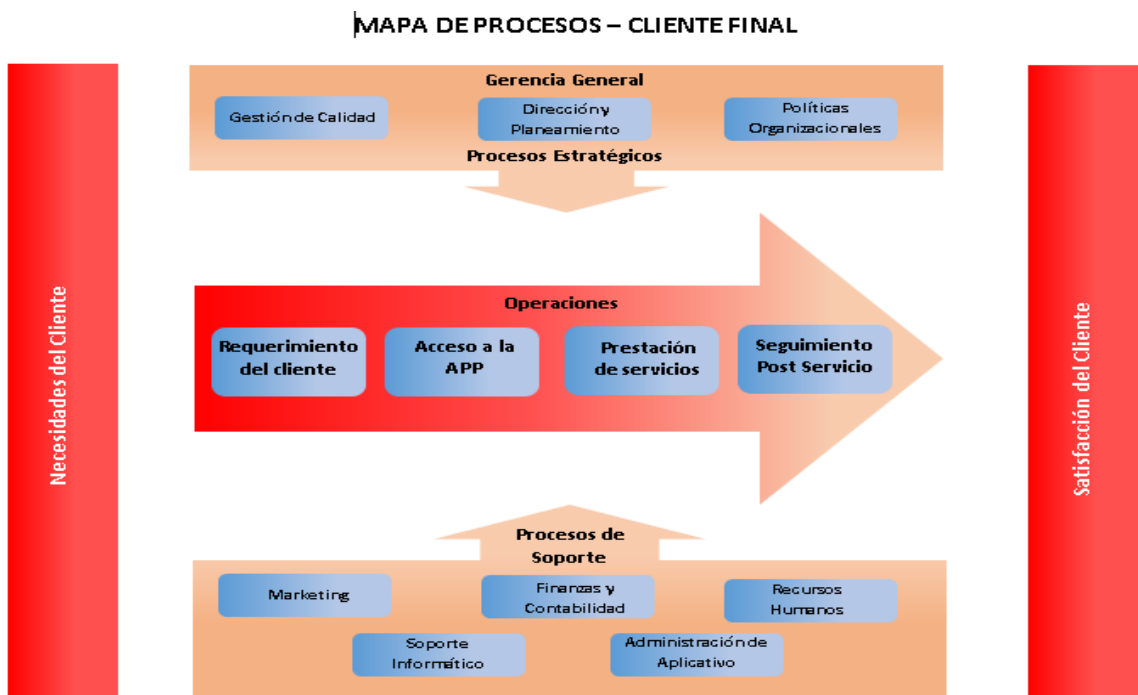 MAPA DE PROCESOS – CLIENTE FINAL
Necesidades del Cliente
Gerencia General
Gestión de Calidad
Dirección y
Planeamiento
Políticas
Organizacionales
Procesos Estratégicos
Operaciones
Requerimiento
del cliente
Acceso a la
APP
Prestación
de servicios
Seguimiento
Post Servicio
Procesos de
Soporte
Marketing
Finanzas y
Contabilidad
Recursos
Humanos
Soporte
Informático
Administración de
Aplicativo
Satisfacción del Cliente